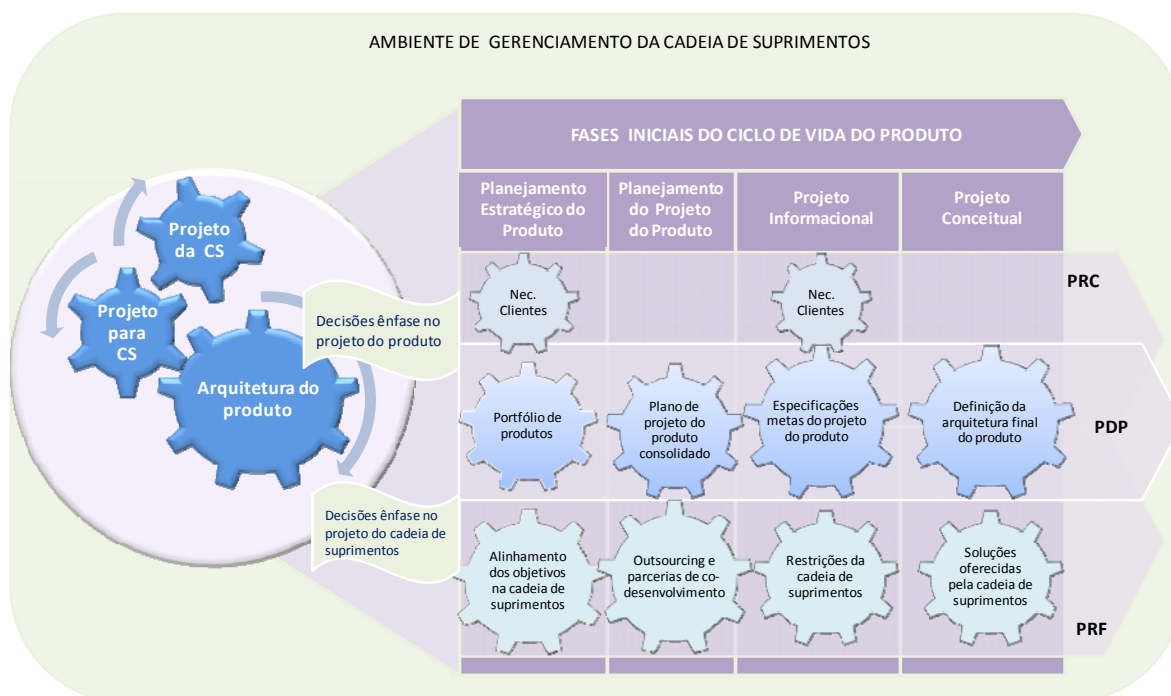 AMBIENTE DE GERENCIAMENTO DA CADEIA DE SUPRIMENTOS
FASES INICIAIS DO CICLO DE VIDA DO PRODUTO
Planejamento
Estratégico do
Produto
Planejamento
do Projeto
do Produto
Projeto
Informacional
Projeto
Conceitual
Projeto
da CS
Projeto
para
CS
Arquitetura do
produto
Decisões ênfase no
projeto do produto
Decisões ênfase no
projeto do cadeia de
suprimentos
Nec.
Clientes
Nec.
Clientes
PRC
Portfólio de
produtos
Plano de
projeto do
produto
consolidado
Especificações
metas do projeto
do produto
Definição da
arquitetura final
do produto
PDP
Alinhamento
dos objetivos
na cadeia de
suprimentos
Outsourcing e
parcerias de co-
desenvolvimento
Restrições da
cadeia de
suprimentos
Soluções
oferecidas
pela cadeia de
suprimentos
PRF